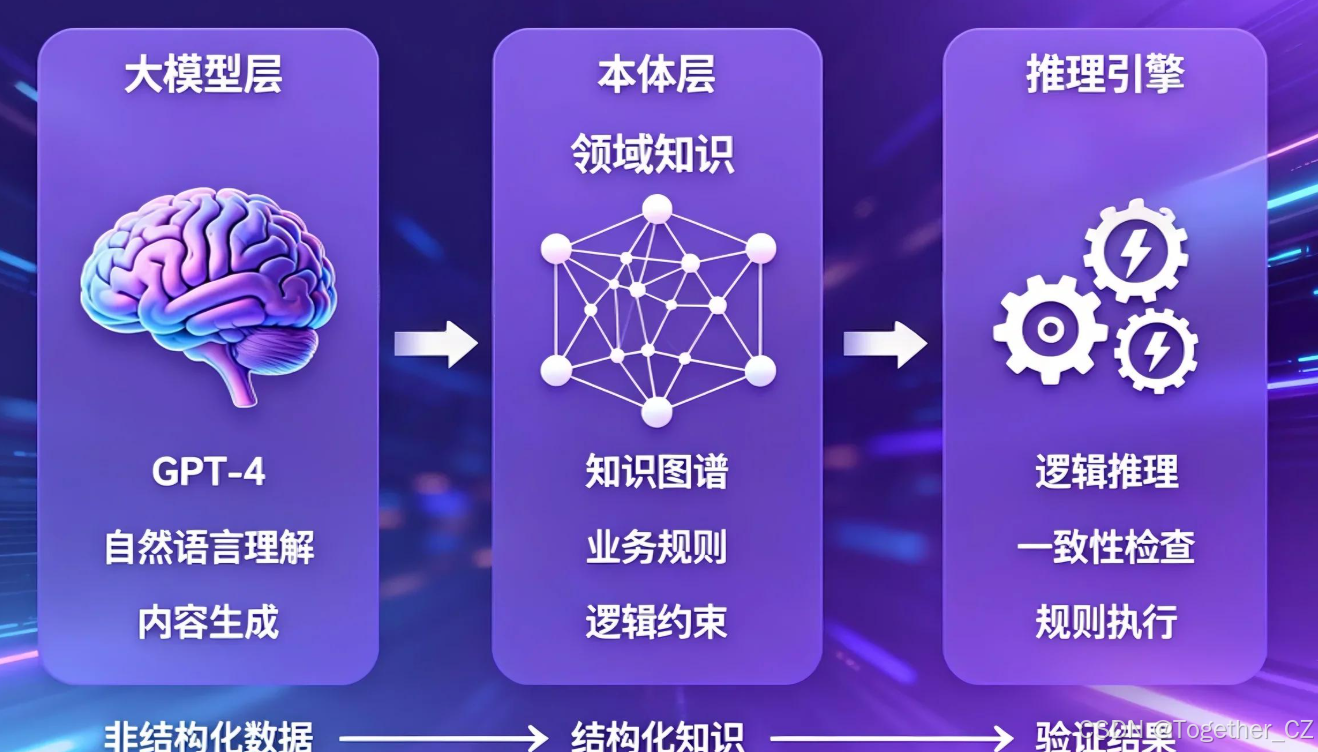 大模型层
GPT-4
自然语言理解
内容生成
本体层
领域知识
知识图谱
业务规则
逻辑约束
推理引擎
逻辑推理
一致性检查
规则执行
非结构化数据
结构化知识
验证结果
CSDN @Together_CZ